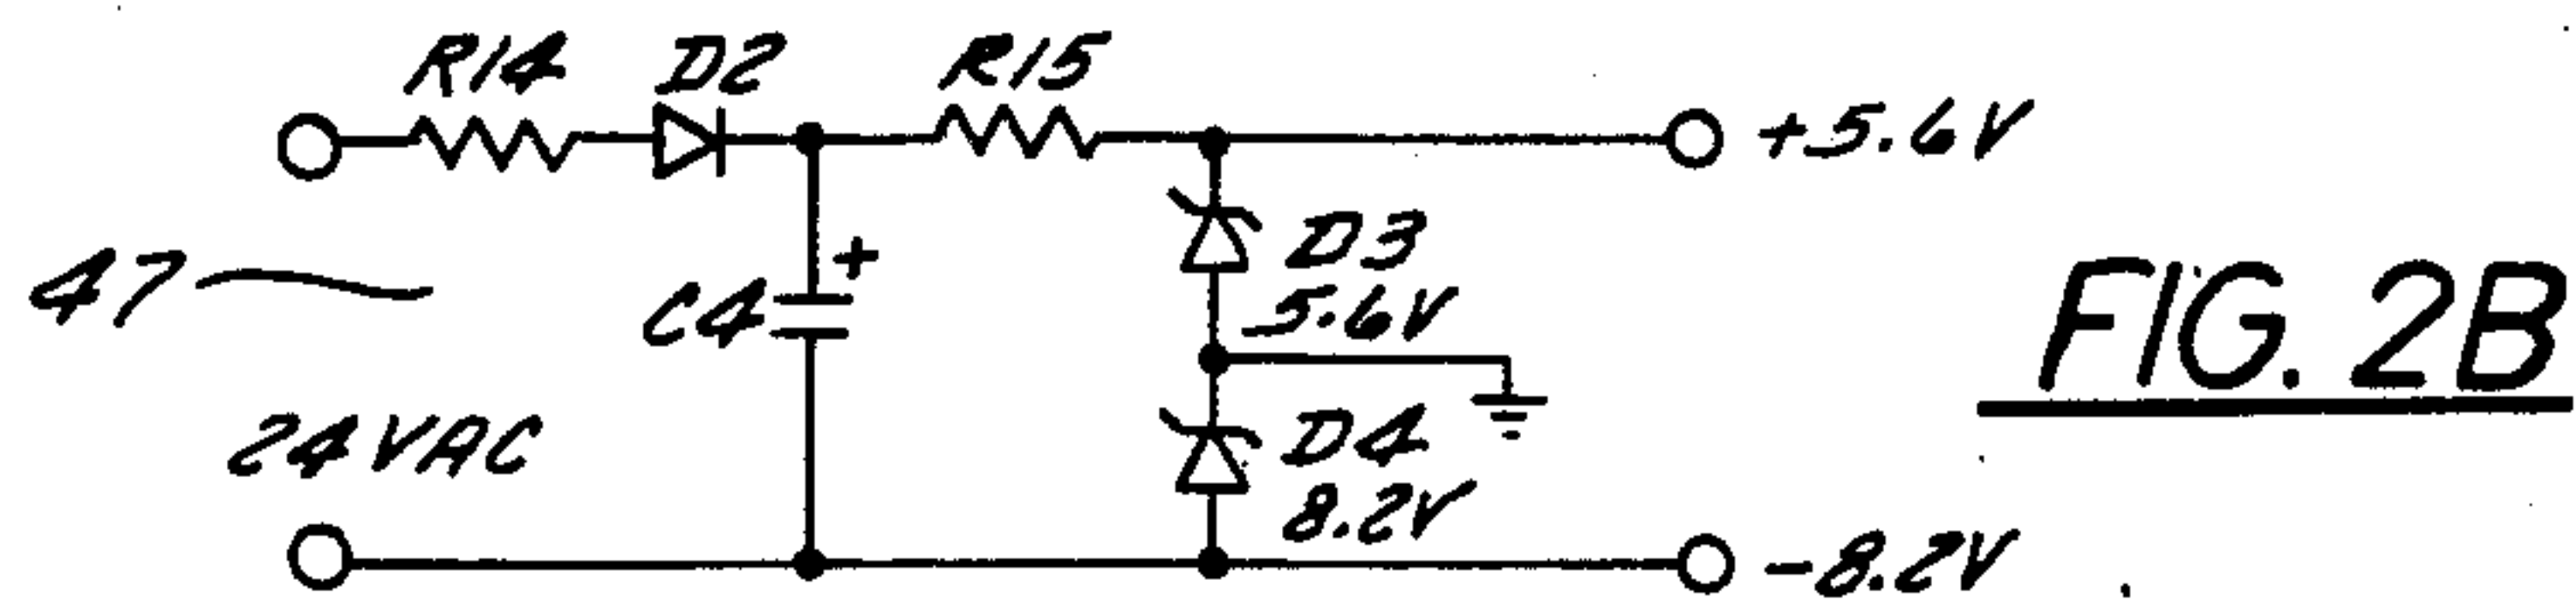 R14
D2
R15
+5.6V
47
+
C4
D3
5.6V
FIG. 2B
24VAC
D4
8.2V
-8.2V